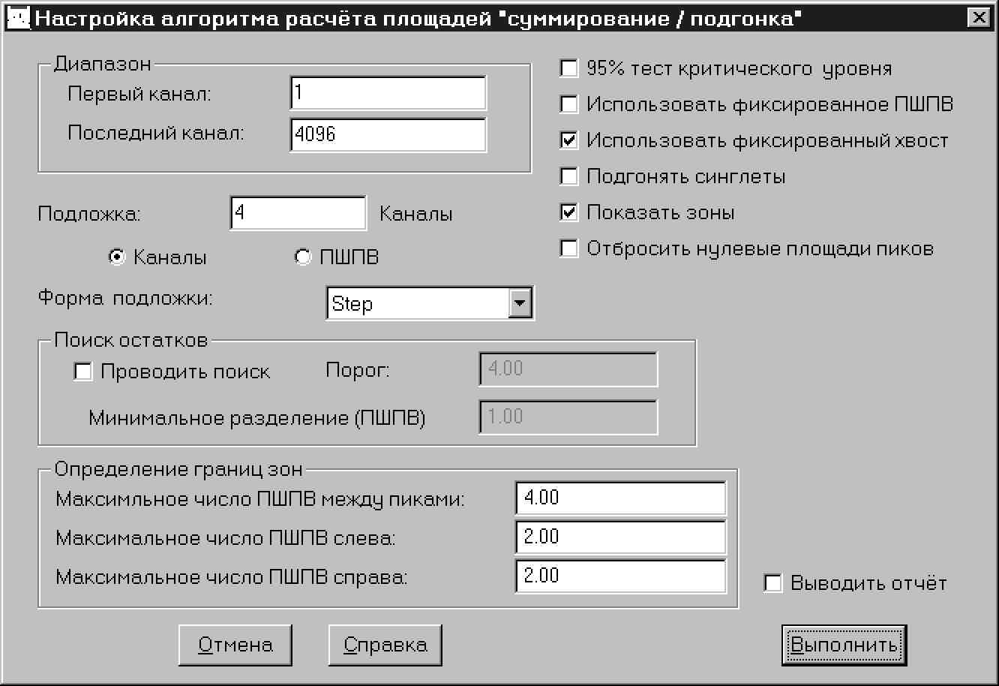 Настройка алгоритма расчёта площадей "суммирование / подгонка"
Диапазон
Первый канал: 1
Последний канал: 4096
95% тест критического уровня
Использовать фиксированное ПШПВ
Использовать фиксированный хвост
Подгонять синглеты
Показать зоны
Отбросить нулевые площади пиков
Подложка: 4 Каналы
Каналы ПШПВ
Форма подложки: Step
Поиск остатков
Проводить поиск Порог: 4.00
Минимальное разделение (ПШПВ) 1.00
Определение границ зон
Максимльное число ПШПВ между пиками: 4.00
Максимальное число ПШПВ слева: 2.00
Максимальное число ПШПВ справа: 2.00
Выводить отчёт
Отмена Справка Выполнить